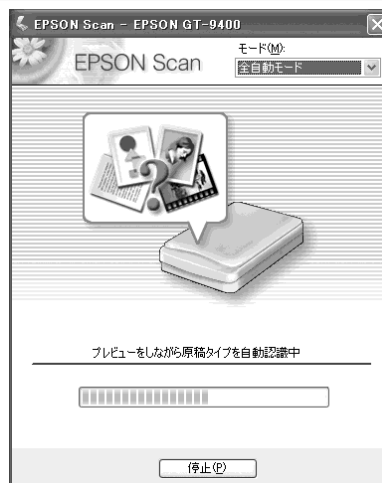 EPSON Scan - EPSON GT-9400
EPSON Scan
モード(M):
全自動モード
プレビューをしながら原稿タイプを自動認識中
停止(P)